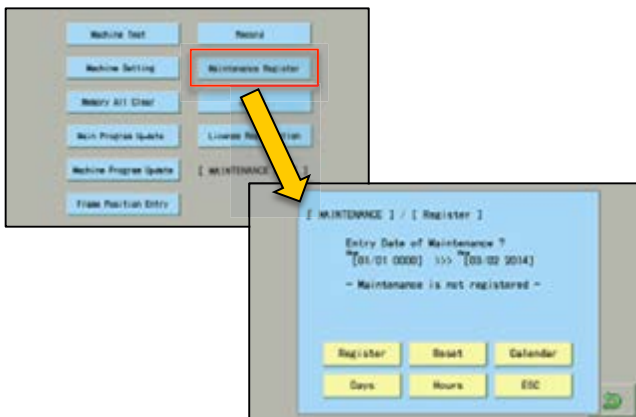 Machine Test
Record
Machine Setting
Maintenance Register
Memory All Clear
Main Program Update
License
Machine Program Update
[ MAINTENANCE
]
Frame Position Entry
[ MAINTENANCE ] / [ Register ]
Entry Date of Maintenance ?
[01/01 0000] >>> [03/02 2014]
- Maintenance is not registered -
Register
Reset
Calendar
Days
Hours
ESC